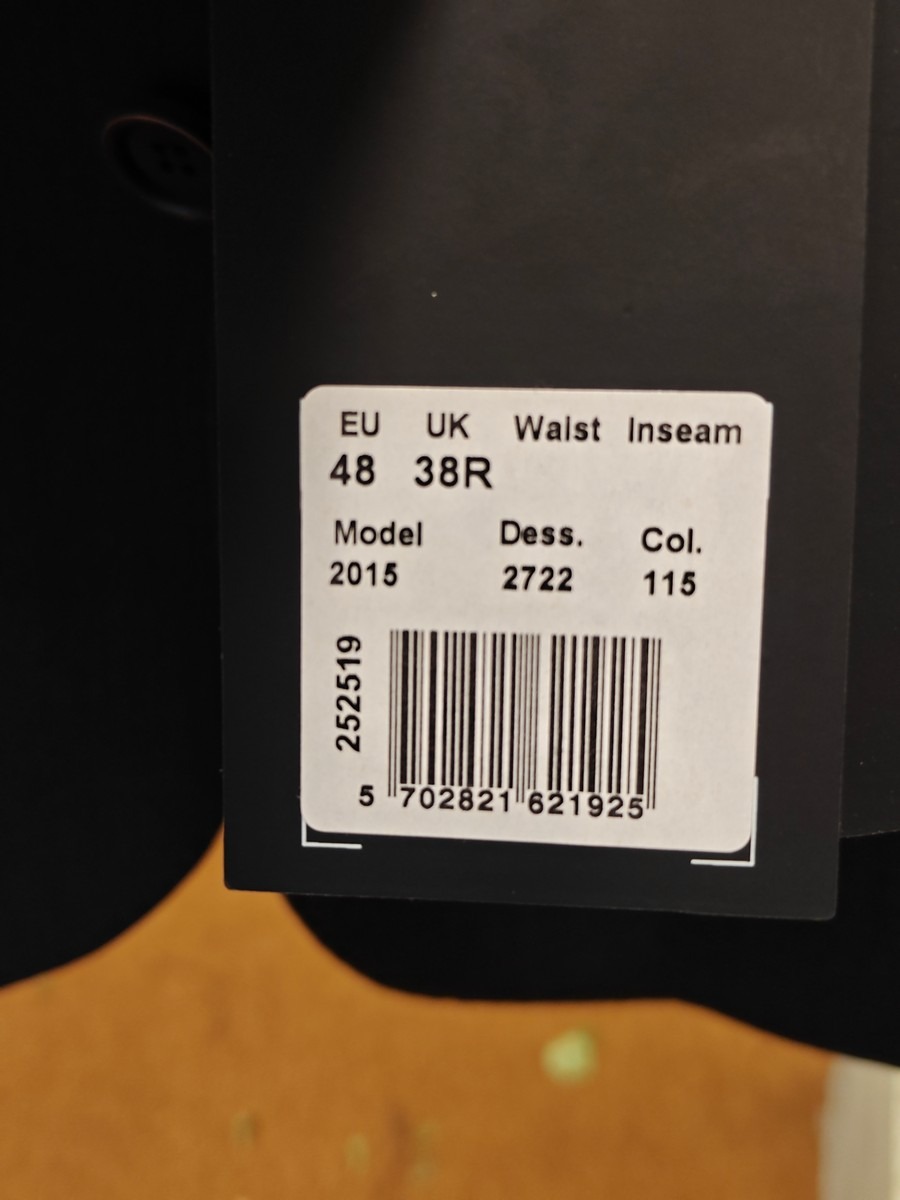 EU UK Waist Inseam
48 38R
Model Dess. Col.
2015 2722 115
252519
5 702821 621925